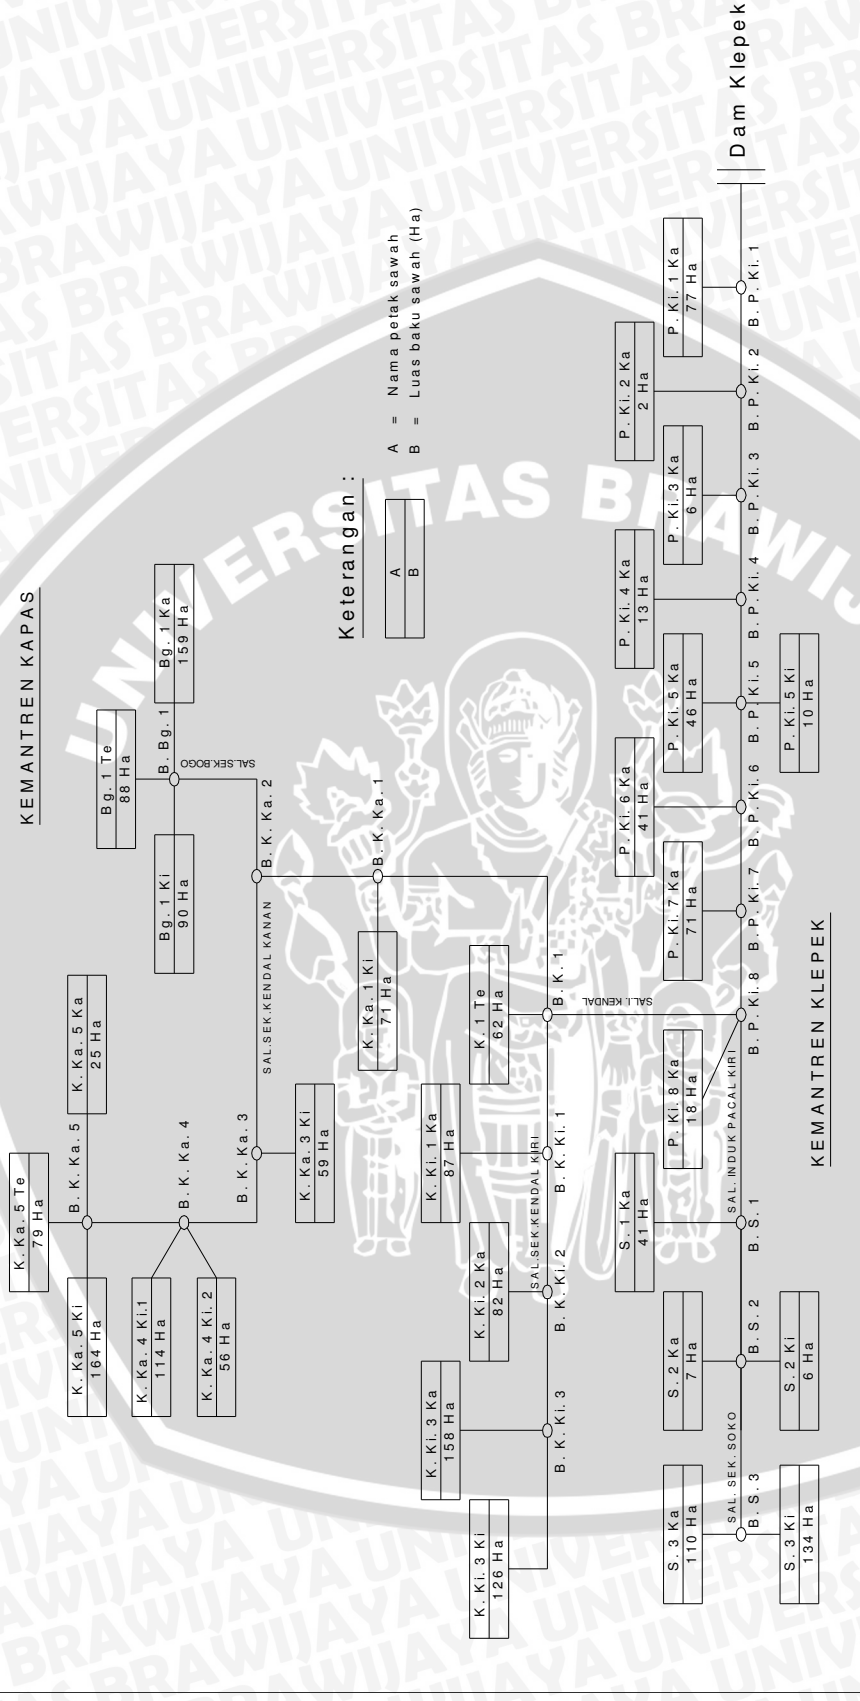 KEMANTREN KAPAS
K. Ka. 5 Te
79 Ha
K. Ka. 5 Ki
164 Ha
B. K. Ka. 5
K. Ka. 5 Ka
25 Ha
K. Ka. 4 Ki.1
114 Ha
K. Ka. 4 Ki. 2
56 Ha
B. K. Ka. 4
B. K. Ka. 3
K. Ka. 3 Ki
59 Ha
SAL.SEK.KENDAL KANAN
Bg. 1 Te
88 Ha
Bg. 1 Ki
90 Ha
B. Bg. 1
Bg. 1 Ka
159 Ha
SAL.SEK.BOGO
B. K. Ka. 2
B. K. Ka. 1
K. Ka. 1 Ki
71 Ha
Keterangan :
A
B
A = Nama petak sawah
B = Luas baku sawah (Ha)
K. Ki. 3 Ki
126 Ha
K. Ki. 3 Ka
158 Ha
B. K. Ki. 3
K. Ki. 2 Ka
82 Ha
B. K. Ki. 2
SAL.SEK.KENDAL KIRI
K. Ki. 1 Ka
87 Ha
B. K. Ki. 1
K. 1 Te
62 Ha
B. K. 1
SAL.I. KENDAL
S. 3 Ka
110 Ha
S. 3 Ki
134 Ha
B. S. 3
SAL. SEK. SOKO
S. 2 Ka
7 Ha
S. 2 Ki
6 Ha
B. S. 2
S. 1 Ka
41 Ha
B. S. 1
SAL. INDUK PACAL KIRI
P. Ki. 8 Ka
18 Ha
B. P. Ki. 8
P. Ki. 7 Ka
71 Ha
B. P. Ki. 7
P. Ki. 6 Ka
41 Ha
B. P. Ki. 6
P. Ki. 5 Ka
46 Ha
P. Ki. 5 Ki
10 Ha
B. P. Ki. 5
P. Ki. 4 Ka
13 Ha
B. P. Ki. 4
P. Ki. 3 Ka
6 Ha
B. P. Ki. 3
P. Ki. 2 Ka
2 Ha
B. P. Ki. 2
P. Ki. 1 Ka
77 Ha
B. P. Ki. 1
Dam Klepek
KEMANTREN KLEPEK
UNIVERSITAS BRAWIJ